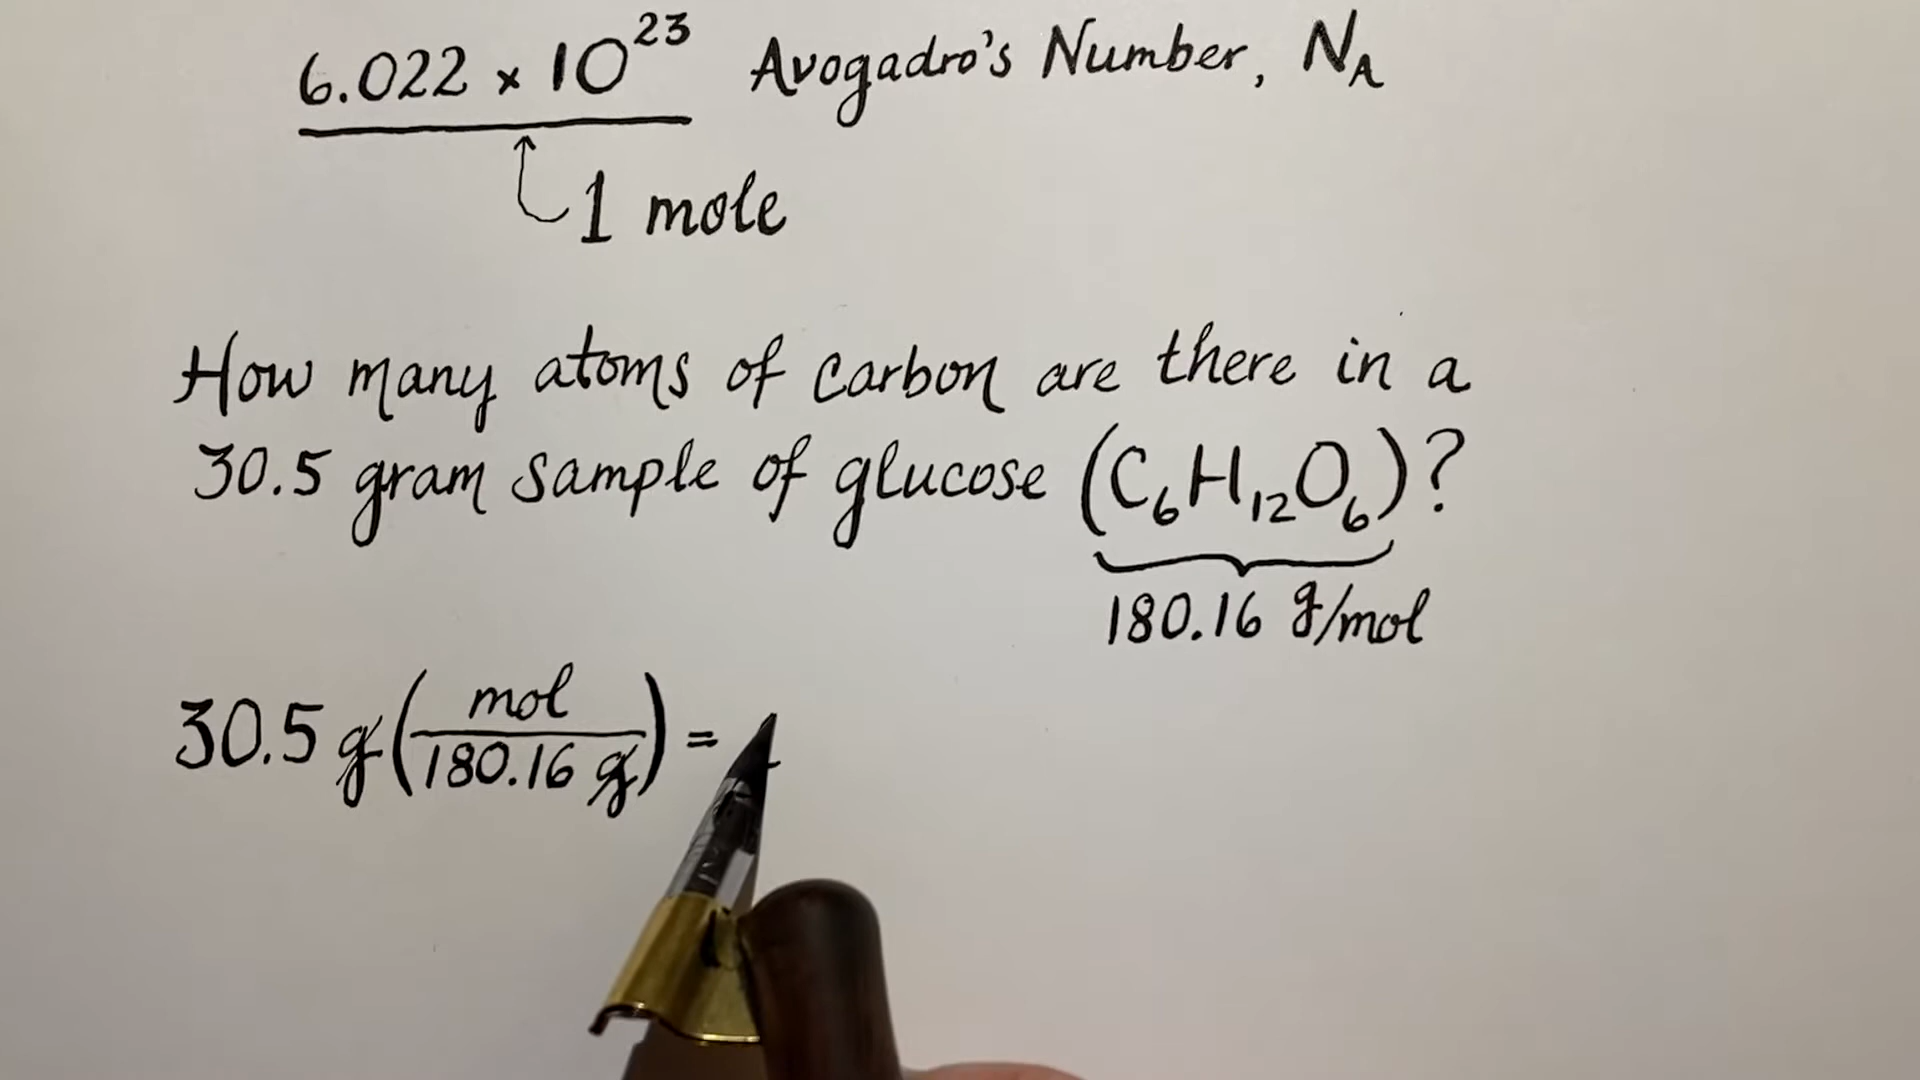 6.022 × 10²³ Avogadro's Number, N_A
1 mole
How many atoms of carbon are there in a
30.5 gram sample of glucose (C₆H₁₂O₆)?
180.16 g/mol
30.5 g (mol / 180.16 g) =